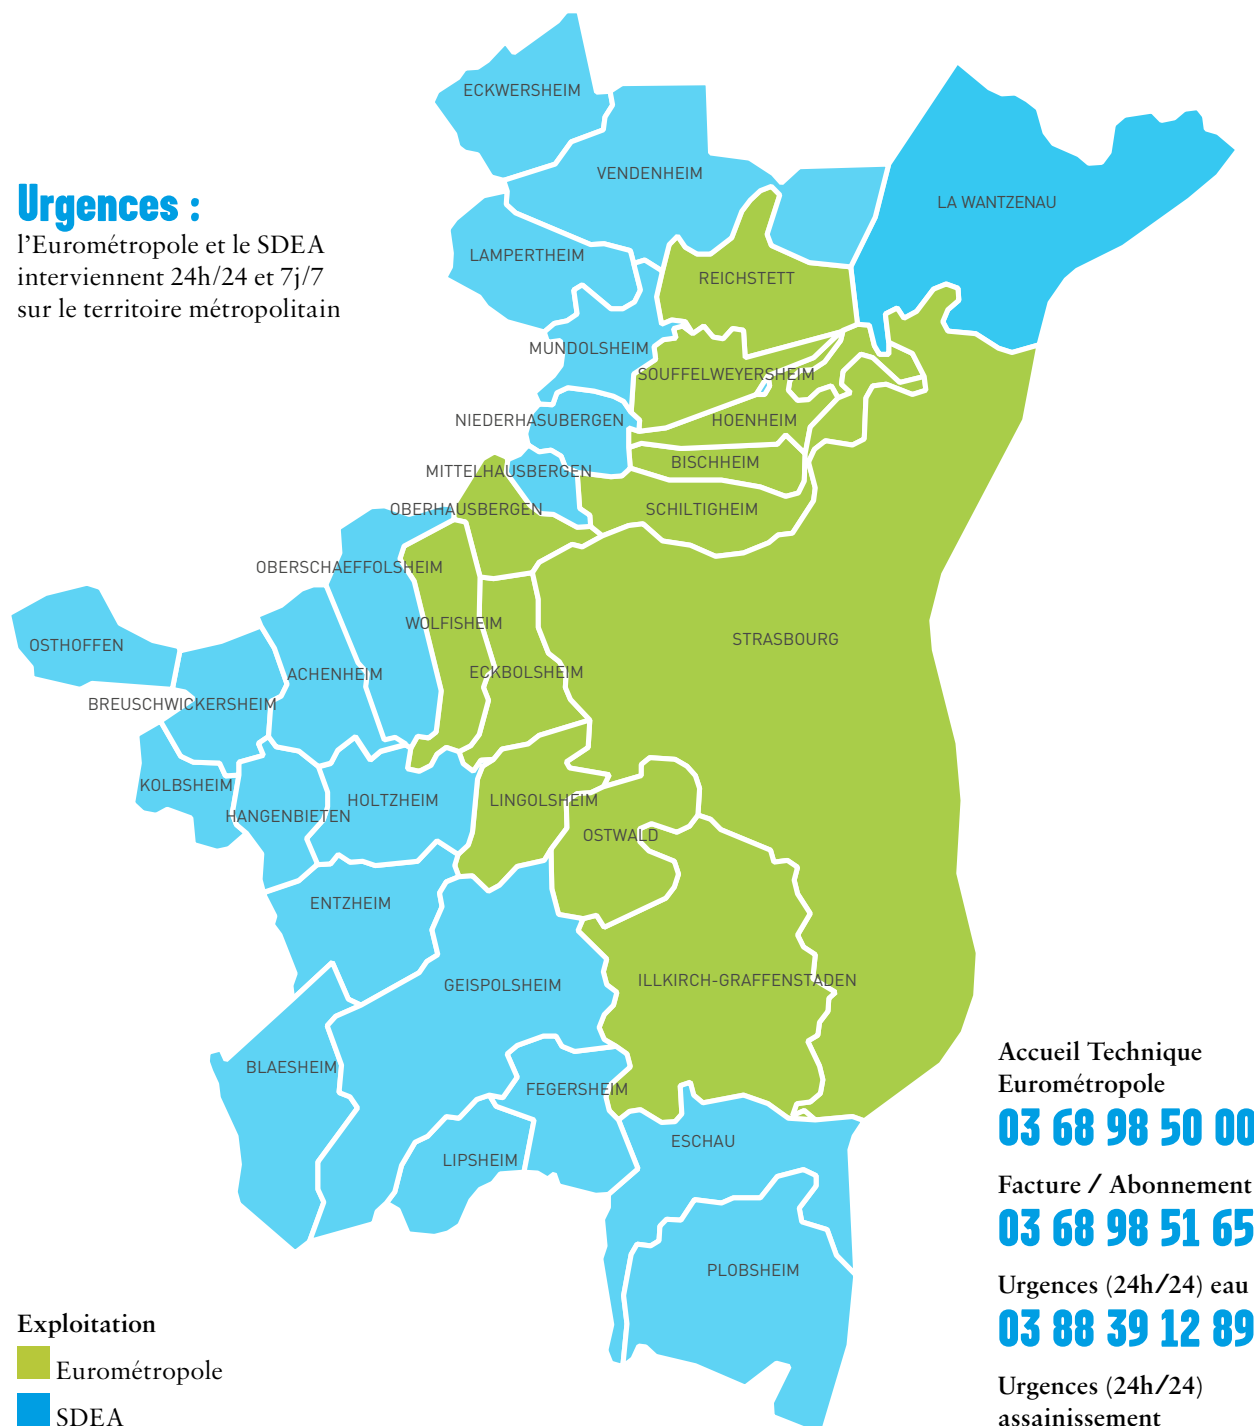 ECKWERSHEIM
VENDENHEIM
LA WANTZENAU
Urgences :
l'Eurométropole et le SDEA
interviennent 24h/24 et 7j/7
sur le territoire métropolitain
LAMPERTHEIM
REICHSTETT
MUNDOLSHEIM
SOUFFELWEYERSHEIM
NIEDERHASUBERGEN
HOENHEIM
MITTELHAUSBERGEN
BISCHHEIM
OBERHAUSBERGEN
SCHILTIGHEIM
OBERSCHAEFFOLSHEIM
WOLFISHEIM
STRASBOURG
OSTHOFFEN
ACHENHEIM
ECKBOLSHEIM
BREUSCHWICKERSHEIM
KOLBSHEIM
HOLTZHEIM
LINGOLSHEIM
HANGENBIETEN
OSTWALD
ENTZHEIM
GEISPOLSHEIM
ILLKIRCH-GRAFFENSTADEN
BLAESHEIM
FEGERSHEIM
ESCHAU
LIPSHEIM
PLOBSHEIM
Accueil Technique
Eurométropole
03 68 98 50 00
Facture / Abonnement
03 68 98 51 65
Urgences (24h/24) eau
03 88 39 12 89
Urgences (24h/24)
assainissement
Exploitation
Eurométropole
SDEA